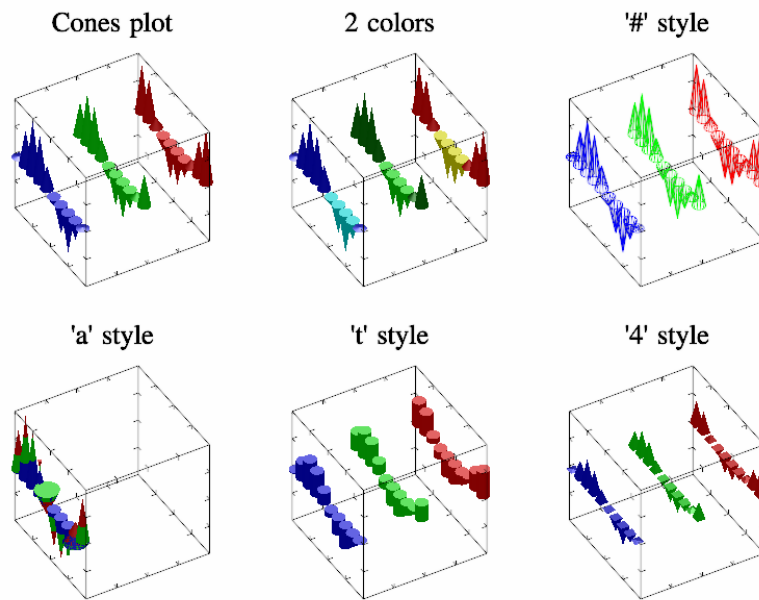 Cones plot
2 colors
'#' style
'a' style
't' style
'4' style